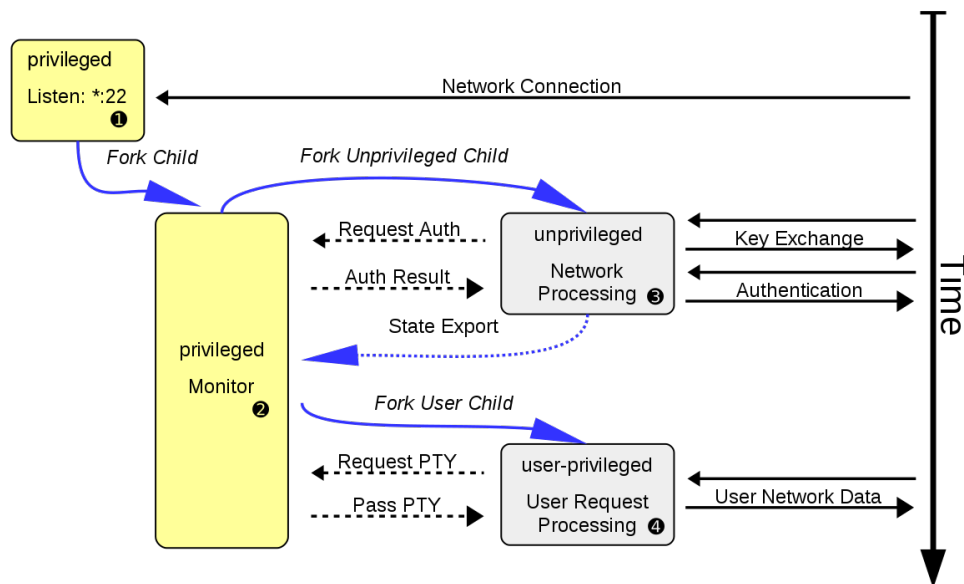 privileged
Listen: *:22
❶
Network Connection
Fork Child
Fork Unprivileged Child
Request Auth
Auth Result
unprivileged
Network
Processing ❸
Key Exchange
Authentication
State Export
privileged
Monitor
❷
Fork User Child
Request PTY
Pass PTY
user-privileged
User Request
Processing ❹
User Network Data
Time